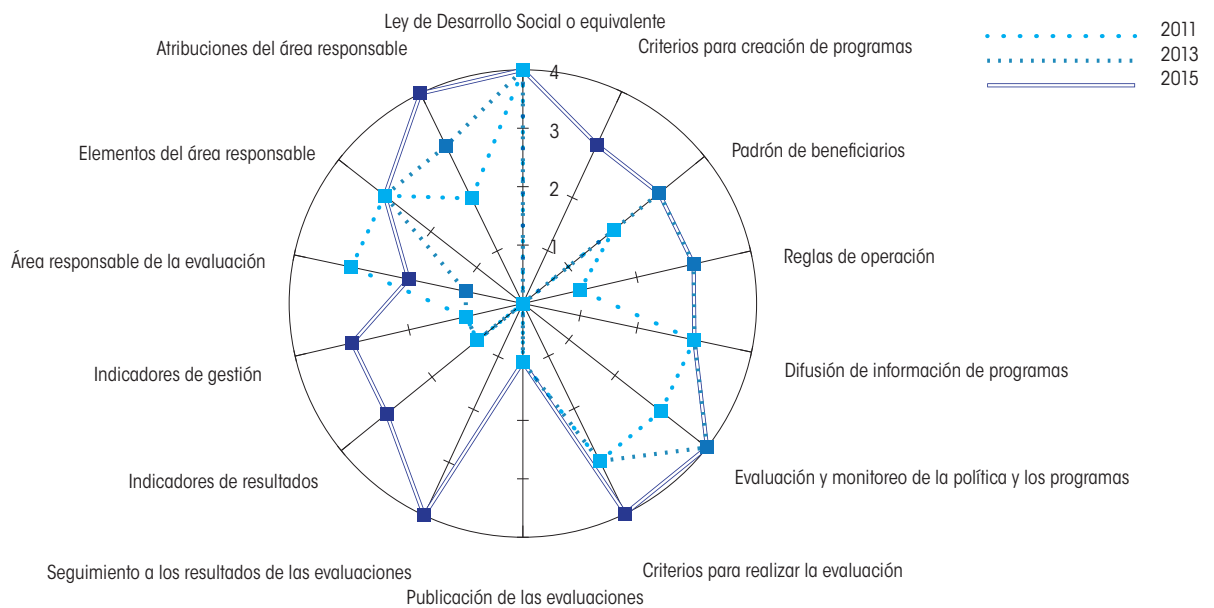 Ley de Desarrollo Social o equivalente
Criterios para creación de programas
Padrón de beneficiarios
Reglas de operación
Difusión de información de programas
Evaluación y monitoreo de la política y los programas
Criterios para realizar la evaluación
Publicación de las evaluaciones
Seguimiento a los resultados de las evaluaciones
Indicadores de resultados
Indicadores de gestión
Área responsable de la evaluación
Elementos del área responsable
Atribuciones del área responsable
4
3
2
1
2011
2013
2015